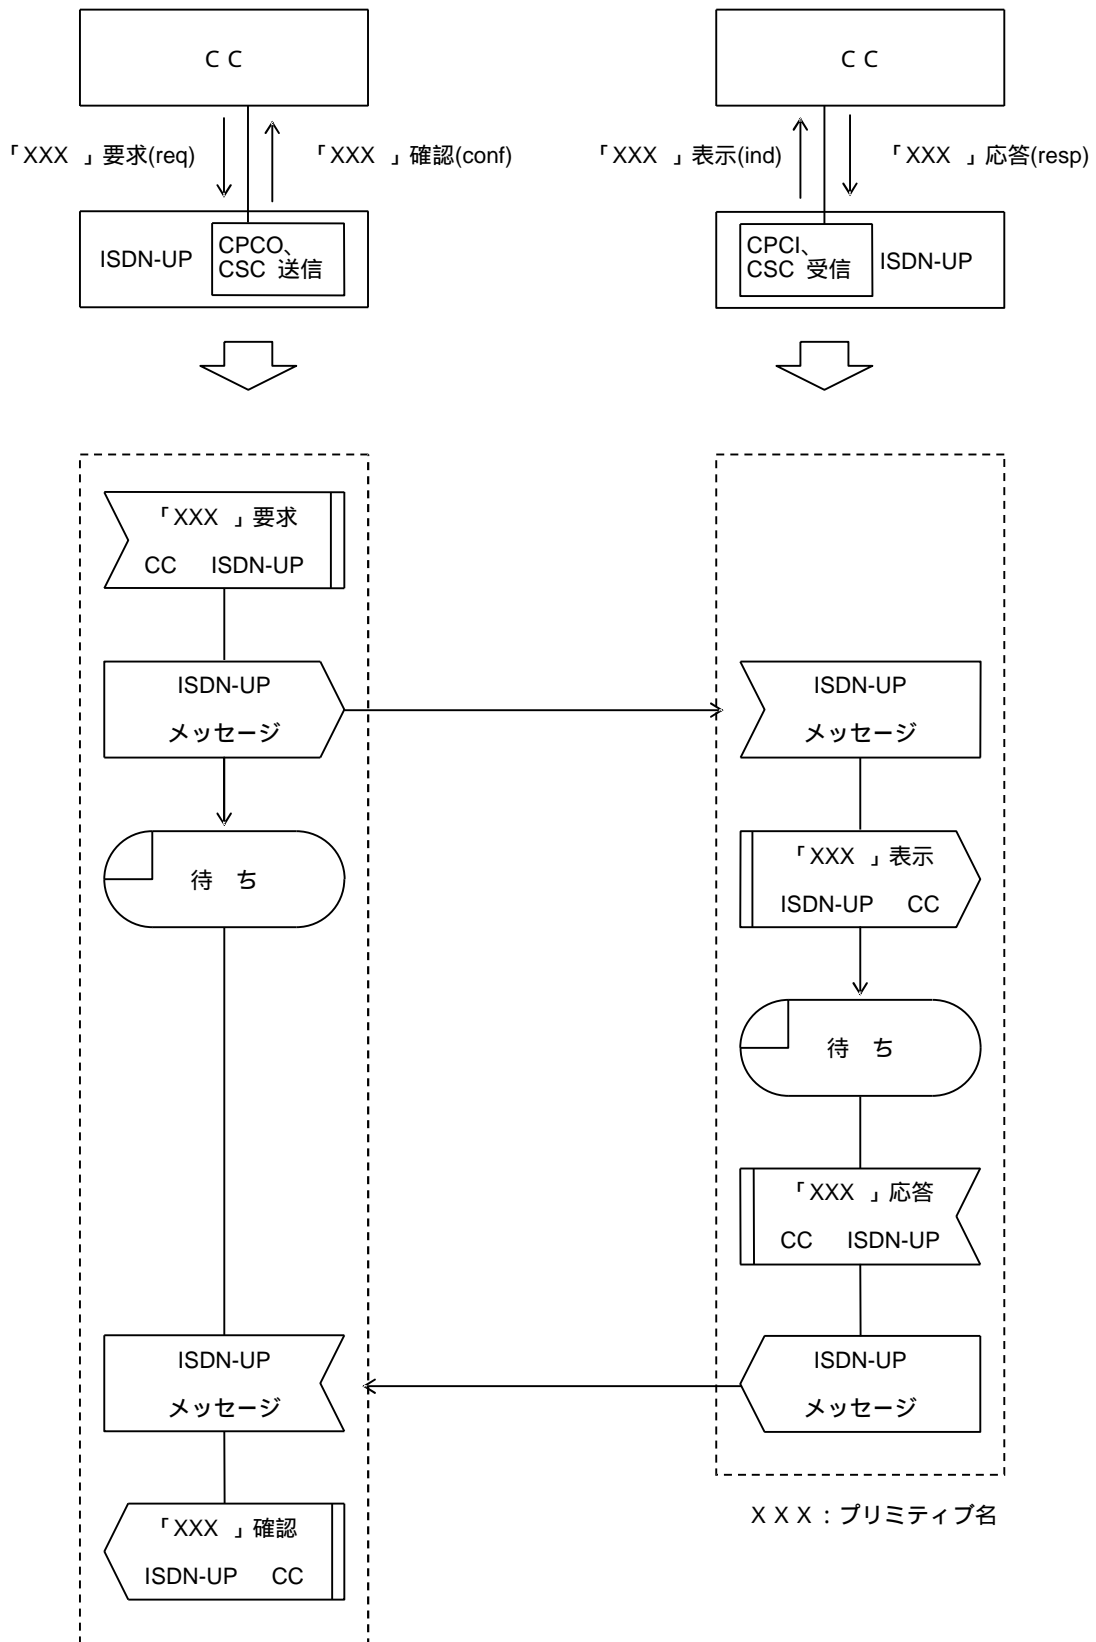 ＣＣ
ＣＣ
「XXX 」要求(req)
「XXX 」確認(conf)
「XXX 」表示(ind)
「XXX 」応答(resp)
ISDN-UP
CPCO、
CSC 送信
CPCI、
CSC 受信
ISDN-UP
「XXX 」要求
CC ISDN-UP
ISDN-UP
メッセージ
ISDN-UP
メッセージ
待 ち
「XXX 」表示
ISDN-UP CC
待 ち
「XXX 」応答
CC ISDN-UP
ISDN-UP
メッセージ
ISDN-UP
メッセージ
「XXX 」確認
ISDN-UP CC
ＸＸＸ：プリミティブ名